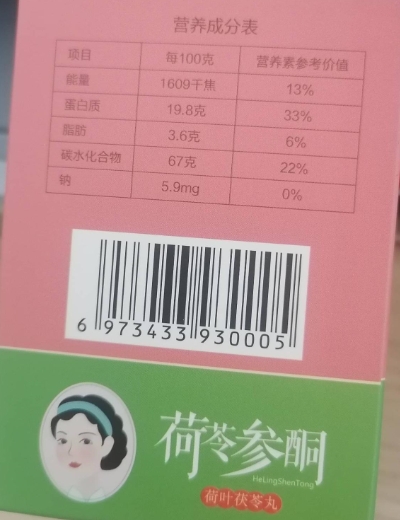 营养成分表
项目 每100克 营养素参考价值
能量 1609千焦 13%
蛋白质 19.8克 33%
脂肪 3.6克 6%
碳水化合物 67克 22%
钠 5.9mg 0%
6 973433 930005
荷苓参酮
HeLingShenTong
荷叶茯苓丸